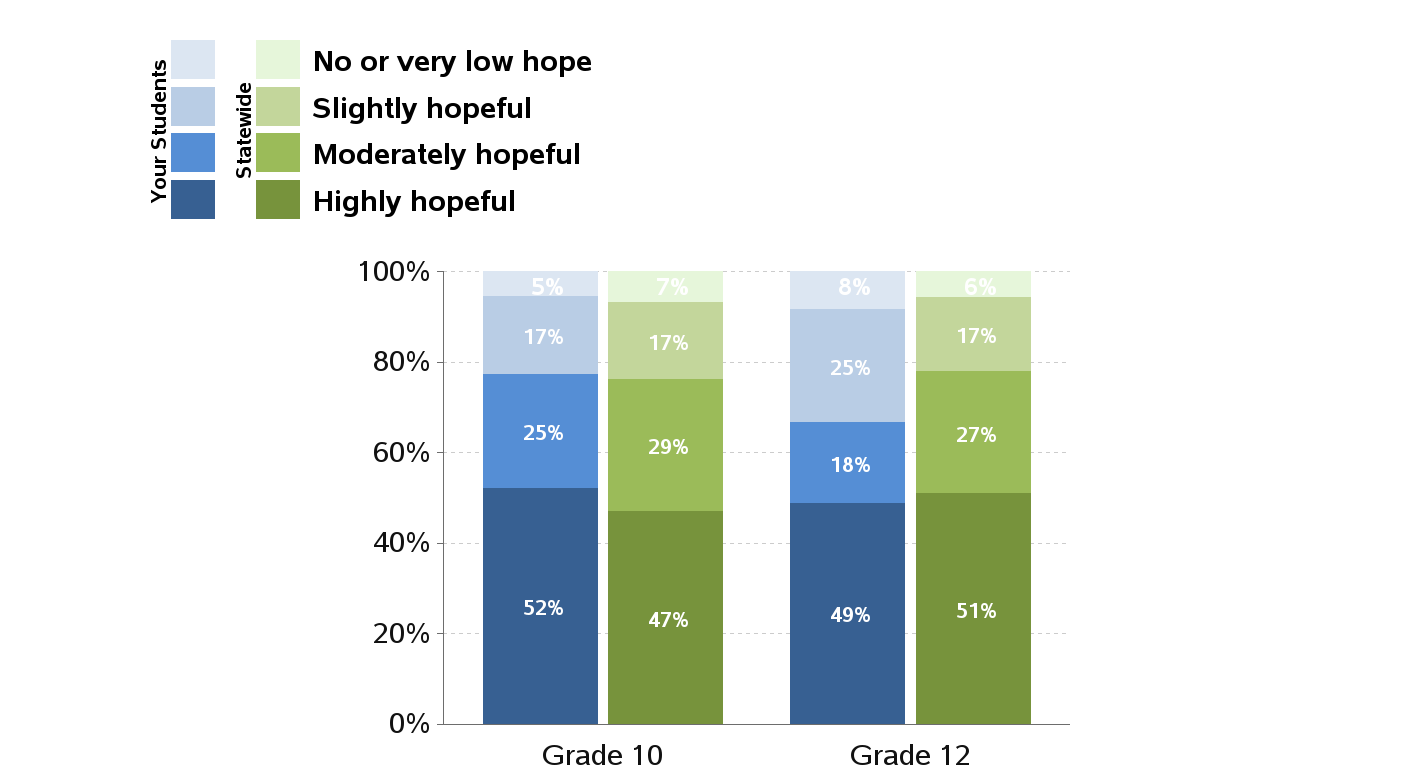 Your Students
Statewide
No or very low hope
Slightly hopeful
Moderately hopeful
Highly hopeful
100%
80%
60%
40%
20%
0%
5%
17%
25%
52%
7%
17%
29%
47%
8%
25%
18%
49%
6%
17%
27%
51%
Grade 10
Grade 12